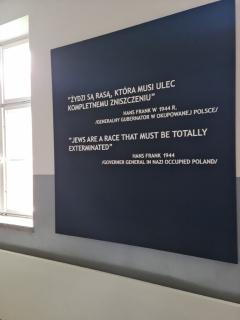 "ŻYDZI SĄ RASĄ, KTÓRA MUSI ULEC
KOMPLETNEMU ZNISZCZENIU"
HANS FRANK W 1944 R.
/GENERALNY GUBERNATOR W OKUPOWANEJ POLSCE/
"JEWS ARE A RACE THAT MUST BE TOTALLY
EXTERMINATED"
HANS FRANK 1944
/GOVERNER GENERAL IN NAZI OCCUPIED POLAND/